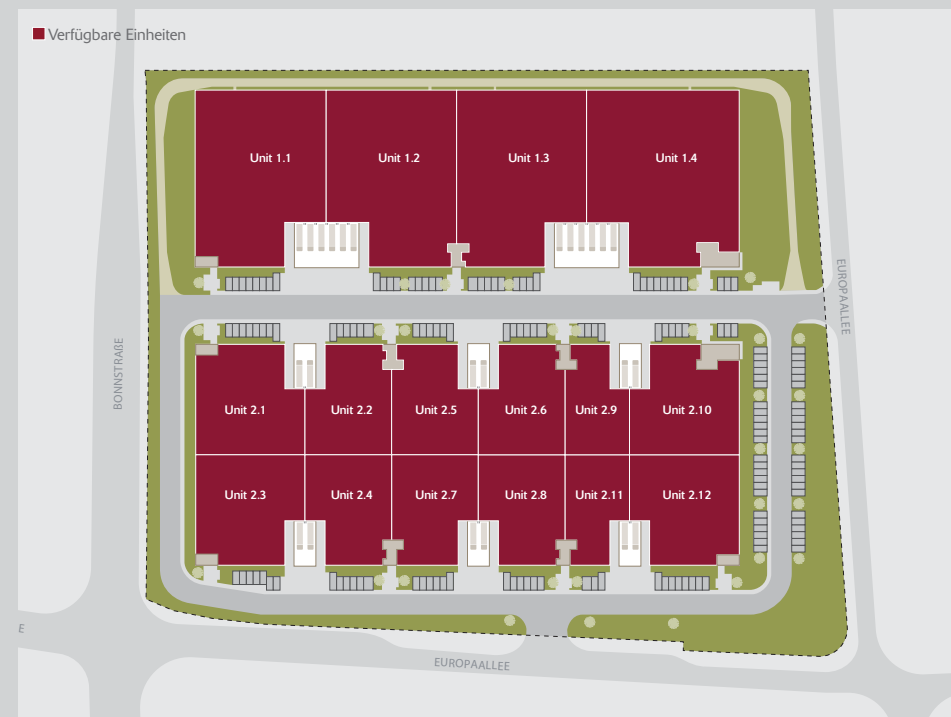 Verfügbare Einheiten
Unit 1.1
Unit 1.2
Unit 1.3
Unit 1.4
EUROPAALLEE
BONNSTRAßE
Unit 2.1
Unit 2.2
Unit 2.5
Unit 2.6
Unit 2.9
Unit 2.10
Unit 2.3
Unit 2.4
Unit 2.7
Unit 2.8
Unit 2.11
Unit 2.12
E
EUROPAALLEE